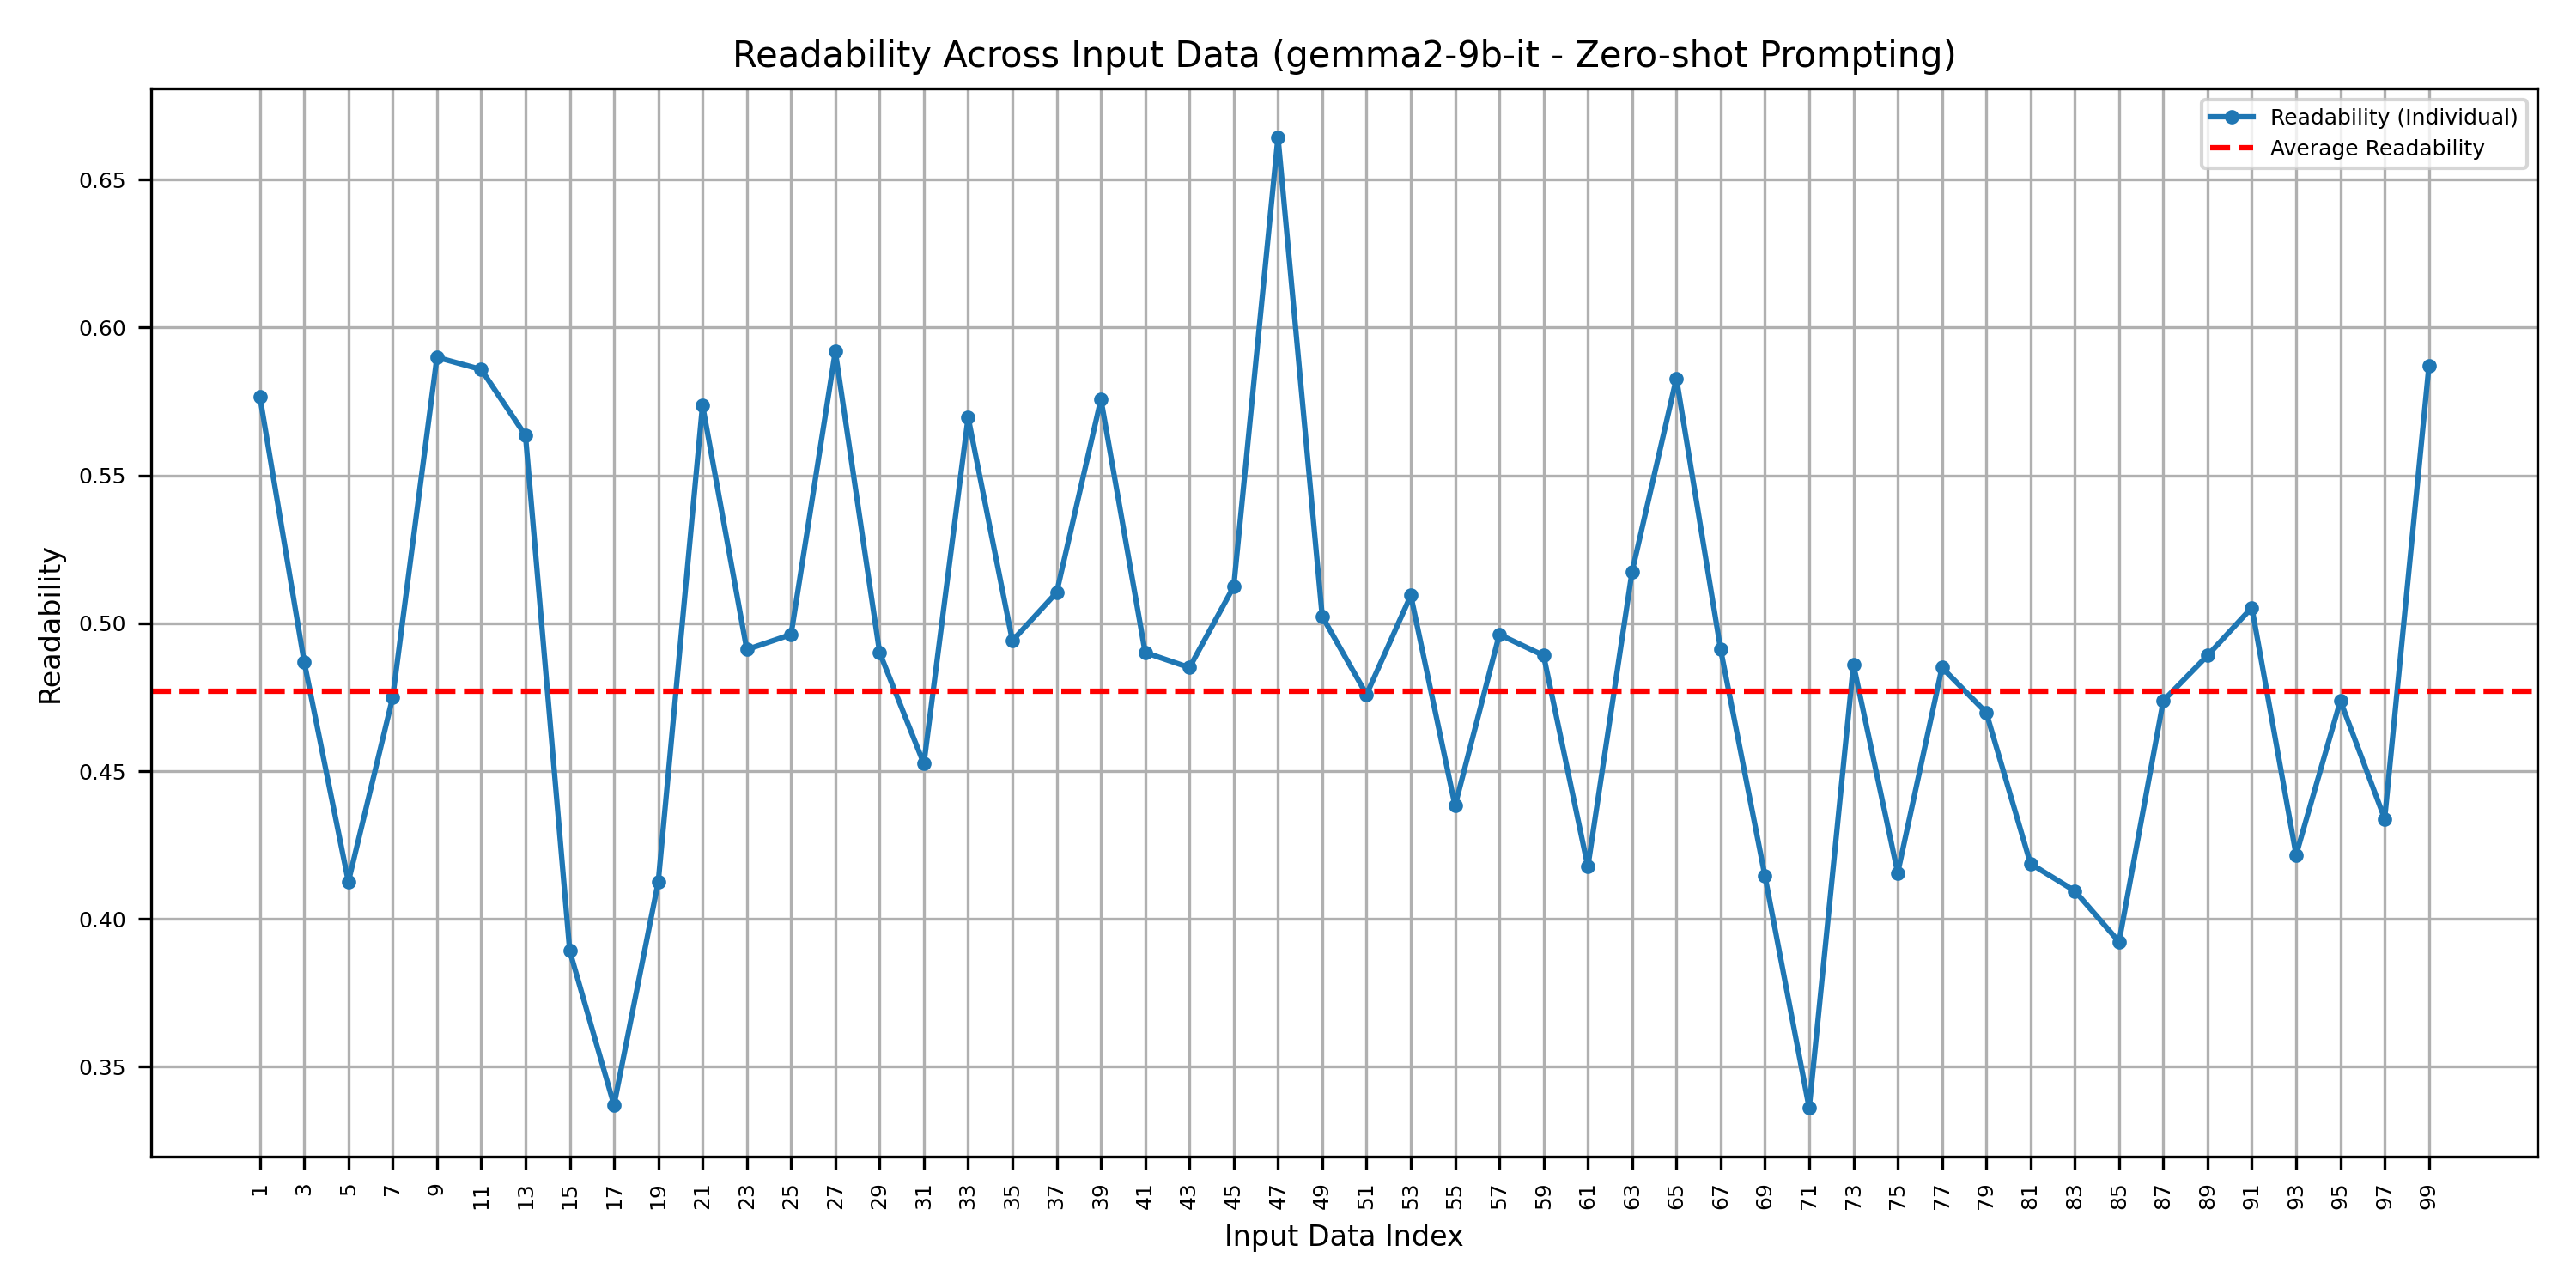 Readability Across Input Data (gemma2-9b-it - Zero-shot Prompting)
Readability (Individual)
Average Readability
0.65
0.60
0.55
0.50
0.45
0.40
0.35
Readability
1 3 5 7 9 11 13 15 17 19 21 23 25 27 29 31 33 35 37 39 41 43 45 47 49 51 53 55 57 59 61 63 65 67 69 71 73 75 77 79 81 83 85 87 89 91 93 95 97 99
Input Data Index